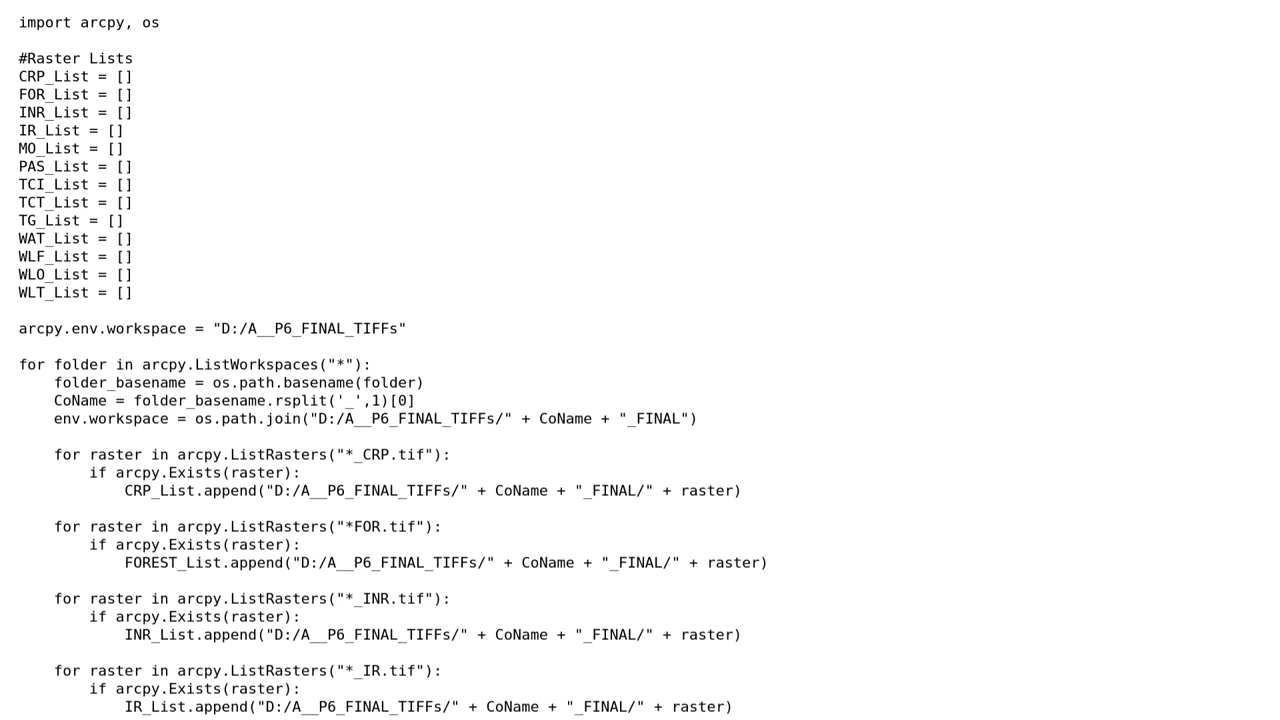 import arcpy, os

#Raster Lists
CRP_List = []
FOR_List = []
INR_List = []
IR_List = []
MO_List = []
PAS_List = []
TCI_List = []
TCT_List = []
TG_List = []
WAT_List = []
WLF_List = []
WLO_List = []
WLT_List = []

arcpy.env.workspace = "D:/A__P6_FINAL_TIFFs"

for folder in arcpy.ListWorkspaces("*"):
    folder_basename = os.path.basename(folder)
    CoName = folder_basename.rsplit('_',1)[0]
    env.workspace = os.path.join("D:/A__P6_FINAL_TIFFs/" + CoName + "_FINAL")

    for raster in arcpy.ListRasters("*_CRP.tif"):
        if arcpy.Exists(raster):
            CRP_List.append("D:/A__P6_FINAL_TIFFs/" + CoName + "_FINAL/" + raster)

    for raster in arcpy.ListRasters("*FOR.tif"):
        if arcpy.Exists(raster):
            FOREST_List.append("D:/A__P6_FINAL_TIFFs/" + CoName + "_FINAL/" + raster)

    for raster in arcpy.ListRasters("*_INR.tif"):
        if arcpy.Exists(raster):
            INR_List.append("D:/A__P6_FINAL_TIFFs/" + CoName + "_FINAL/" + raster)

    for raster in arcpy.ListRasters("*_IR.tif"):
        if arcpy.Exists(raster):
            IR_List.append("D:/A__P6_FINAL_TIFFs/" + CoName + "_FINAL/" + raster)